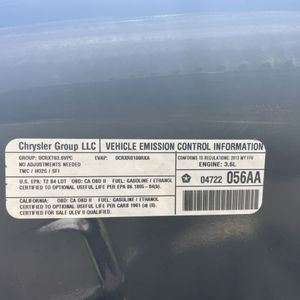 Chrysler Group LLC VEHICLE EMISSION CONTROL INFORMATION
GROUP: DCRXT03.6VPC EVAP: DCRXR0180RXA CONFORMS TO REGULATIONS: 2013 MY FFV
NO ADJUSTMENTS NEEDED ENGINE: 3.6L
TWC / HO2S / SFI
U.S. EPA: T2 B4 LDT OBD: CA OBD II FUEL: GASOLINE / ETHANOL
CERTIFIED TO OPTIONAL USEFUL LIFE PER EPA 86.1805-04(b). 04722 056AA
CALIFORNIA: OBD: CA OBD II FUEL: GASOLINE / ETHANOL
CERTIFIED TO OPTIONAL USEFUL LIFE PER CARB 1961 (a) (8).
CERTIFIED FOR SALE ULEV II QUALIFIED